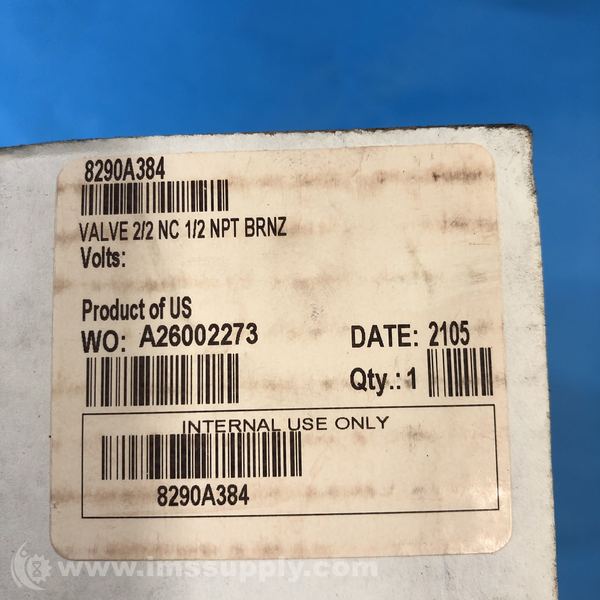 8290A384
VALVE 2/2 NC 1/2 NPT BRNZ
Volts:
Product of US
WO: A26002273
DATE: 2105
Qty.: 1
INTERNAL USE ONLY
8290A384
www.imssupply.com